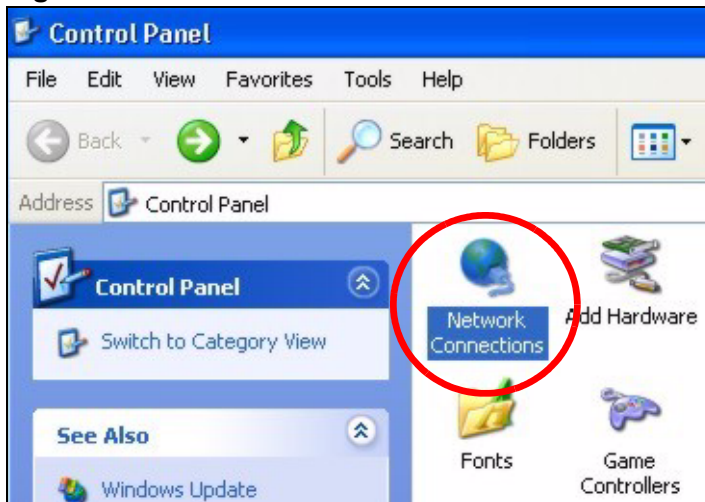 Control Panel
File Edit View Favorites Tools Help
Back Search Folders
Address Control Panel
Control Panel
Switch to Category View
See Also
Windows Update
Network
Connections
Add Hardware
Fonts
Game
Controllers